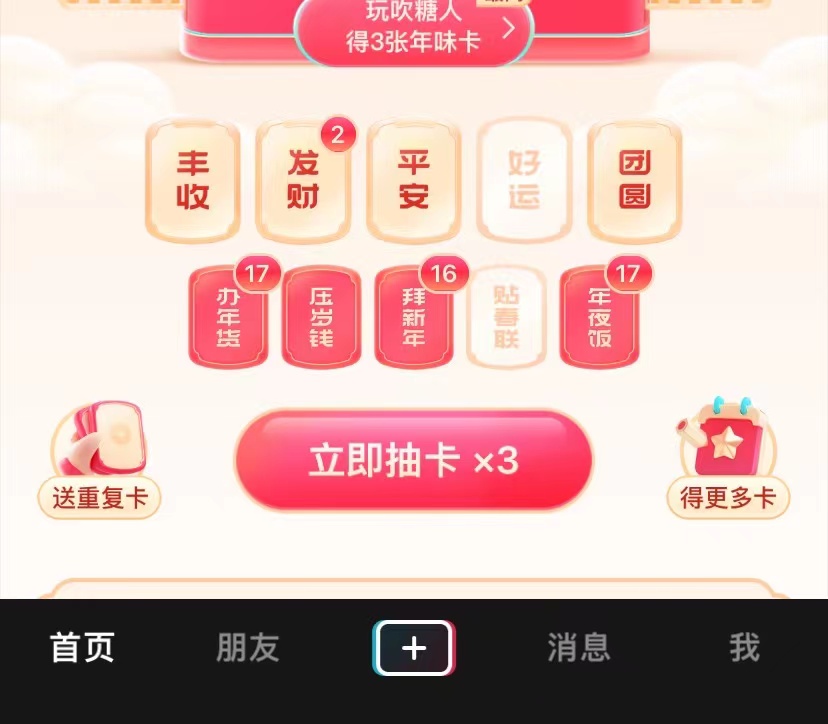 玩吹糖人
得3张年味卡
丰收
发财
2
平安
好运
团圆
办年货
17
压岁钱
拜新年
16
贴春联
年夜饭
17
送重复卡
立即抽卡 ×3
得更多卡
首页
朋友
消息
我